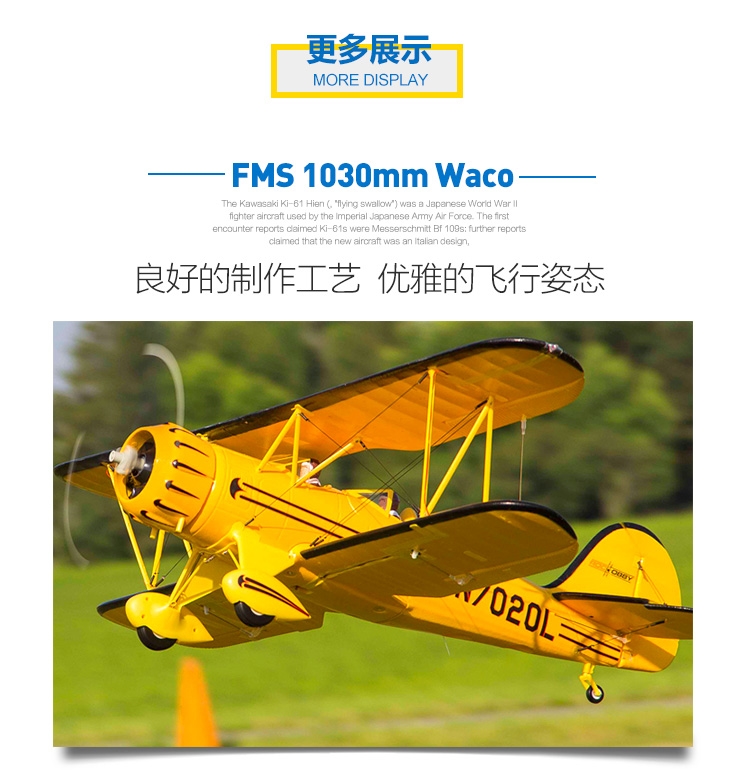 更多展示
MORE DISPLAY
FMS 1030mm Waco
The Kawasaki Ki-61 Hien (, "flying swallow") was a Japanese World War II
fighter aircraft used by the Imperial Japanese Army Air Force. The first
encounter reports claimed Ki-61s were Messerschmitt Bf 109s: further reports
claimed that the new aircraft was an Italian design,
良好的制作工艺 优雅的飞行姿态
OBBY
7020L